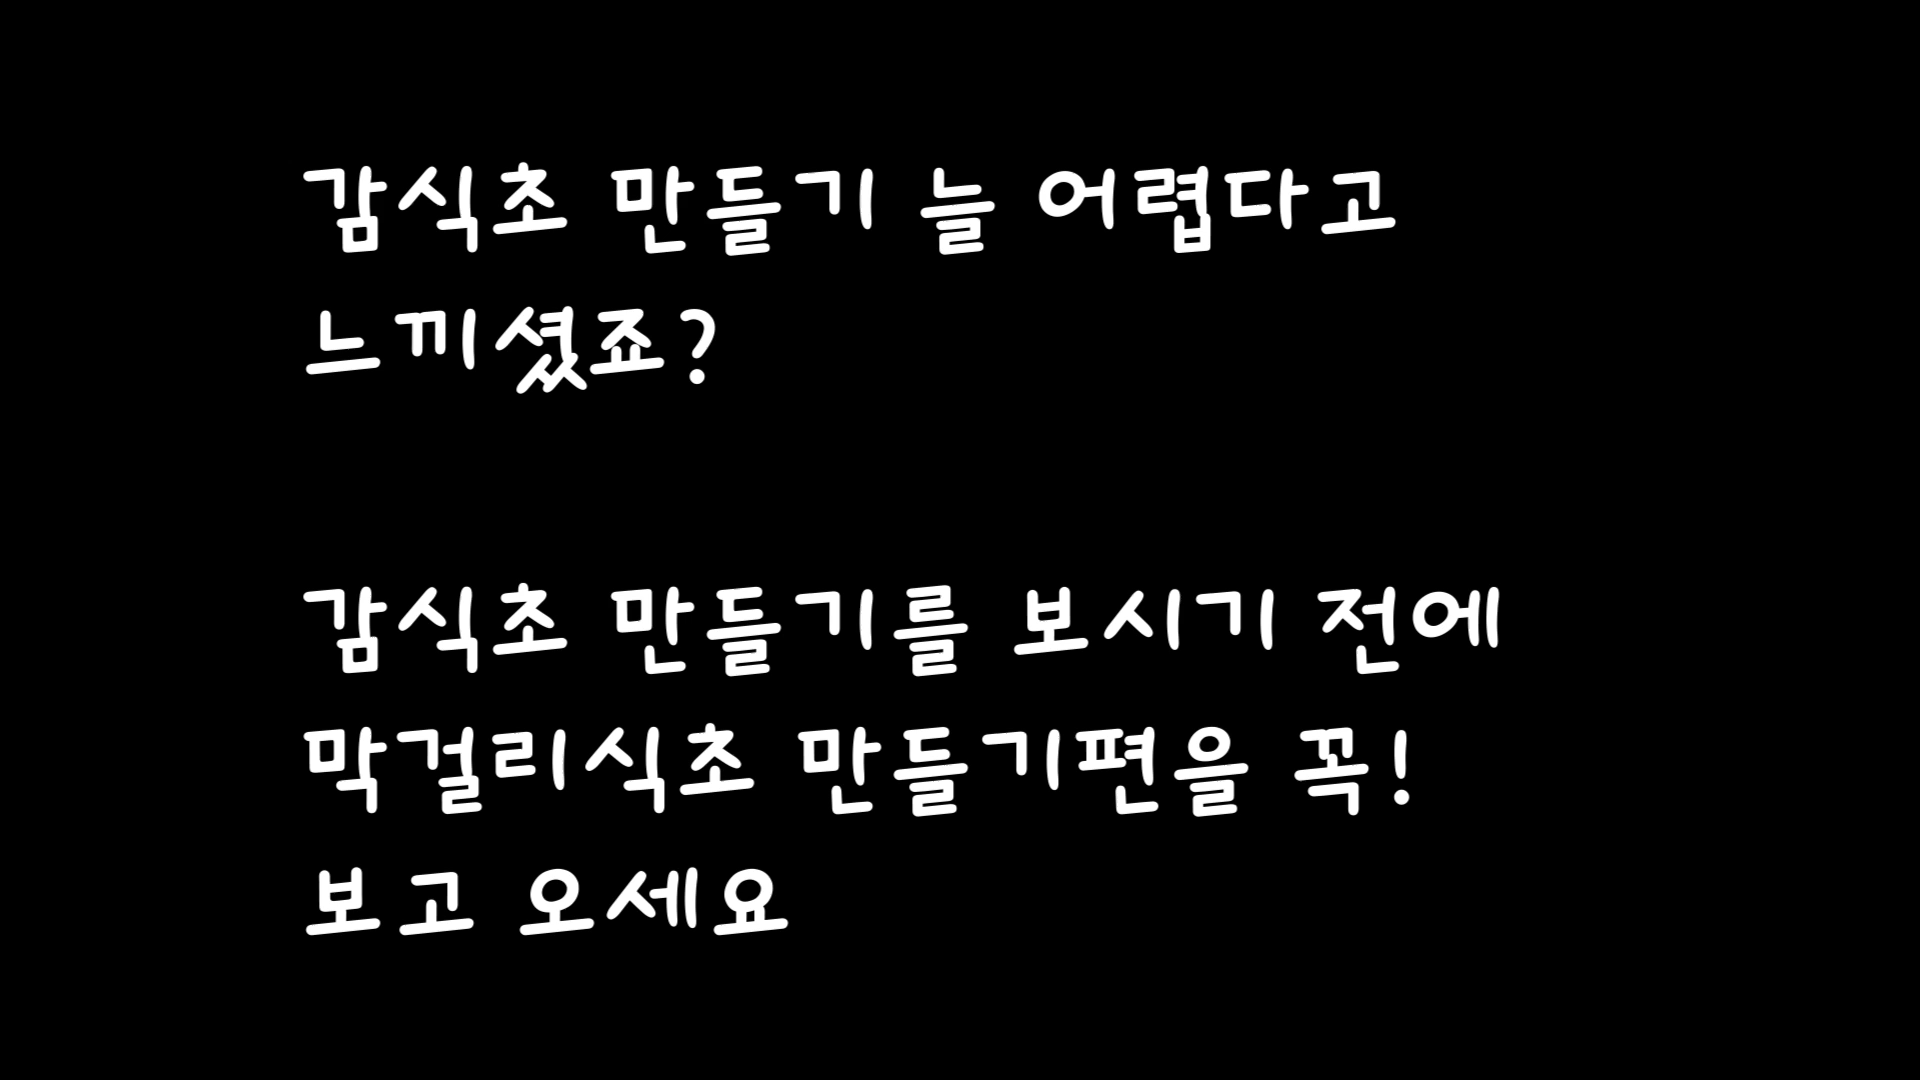 감식초 만들기 늘 어렵다고
느끼셨죠?
감식초 만들기를 보시기 전에
막걸리식초 만들기편을 꼭!
보고 오세요